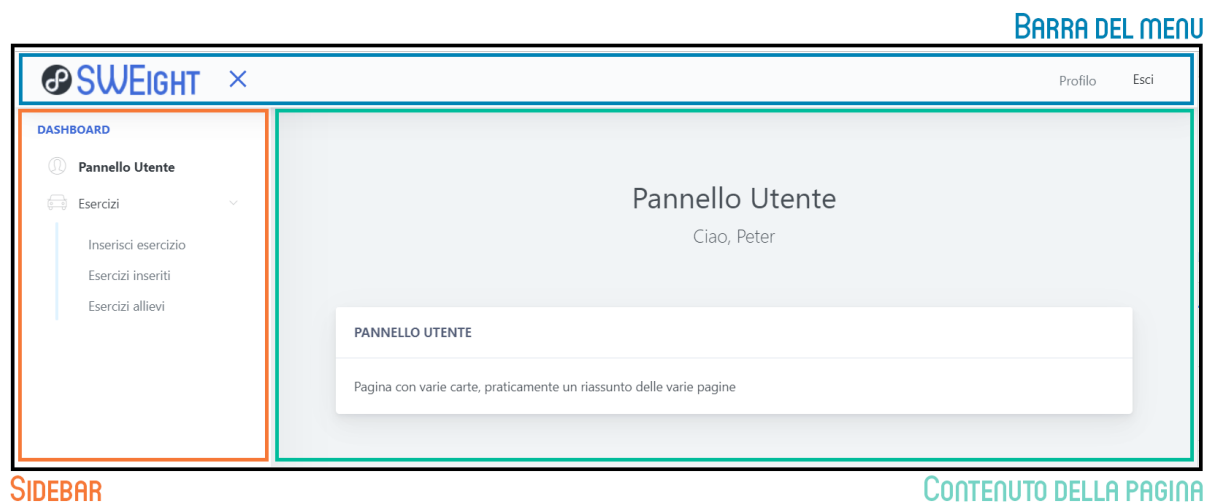 Barra del menu
SWEight
Profilo Esci
DASHBOARD
Pannello Utente
Esercizi
Inserisci esercizio
Esercizi inseriti
Esercizi allievi
Pannello Utente
Ciao, Peter
PANNELLO UTENTE
Pagina con varie carte, praticamente un riassunto delle varie pagine
Sidebar
Contenuto della pagina